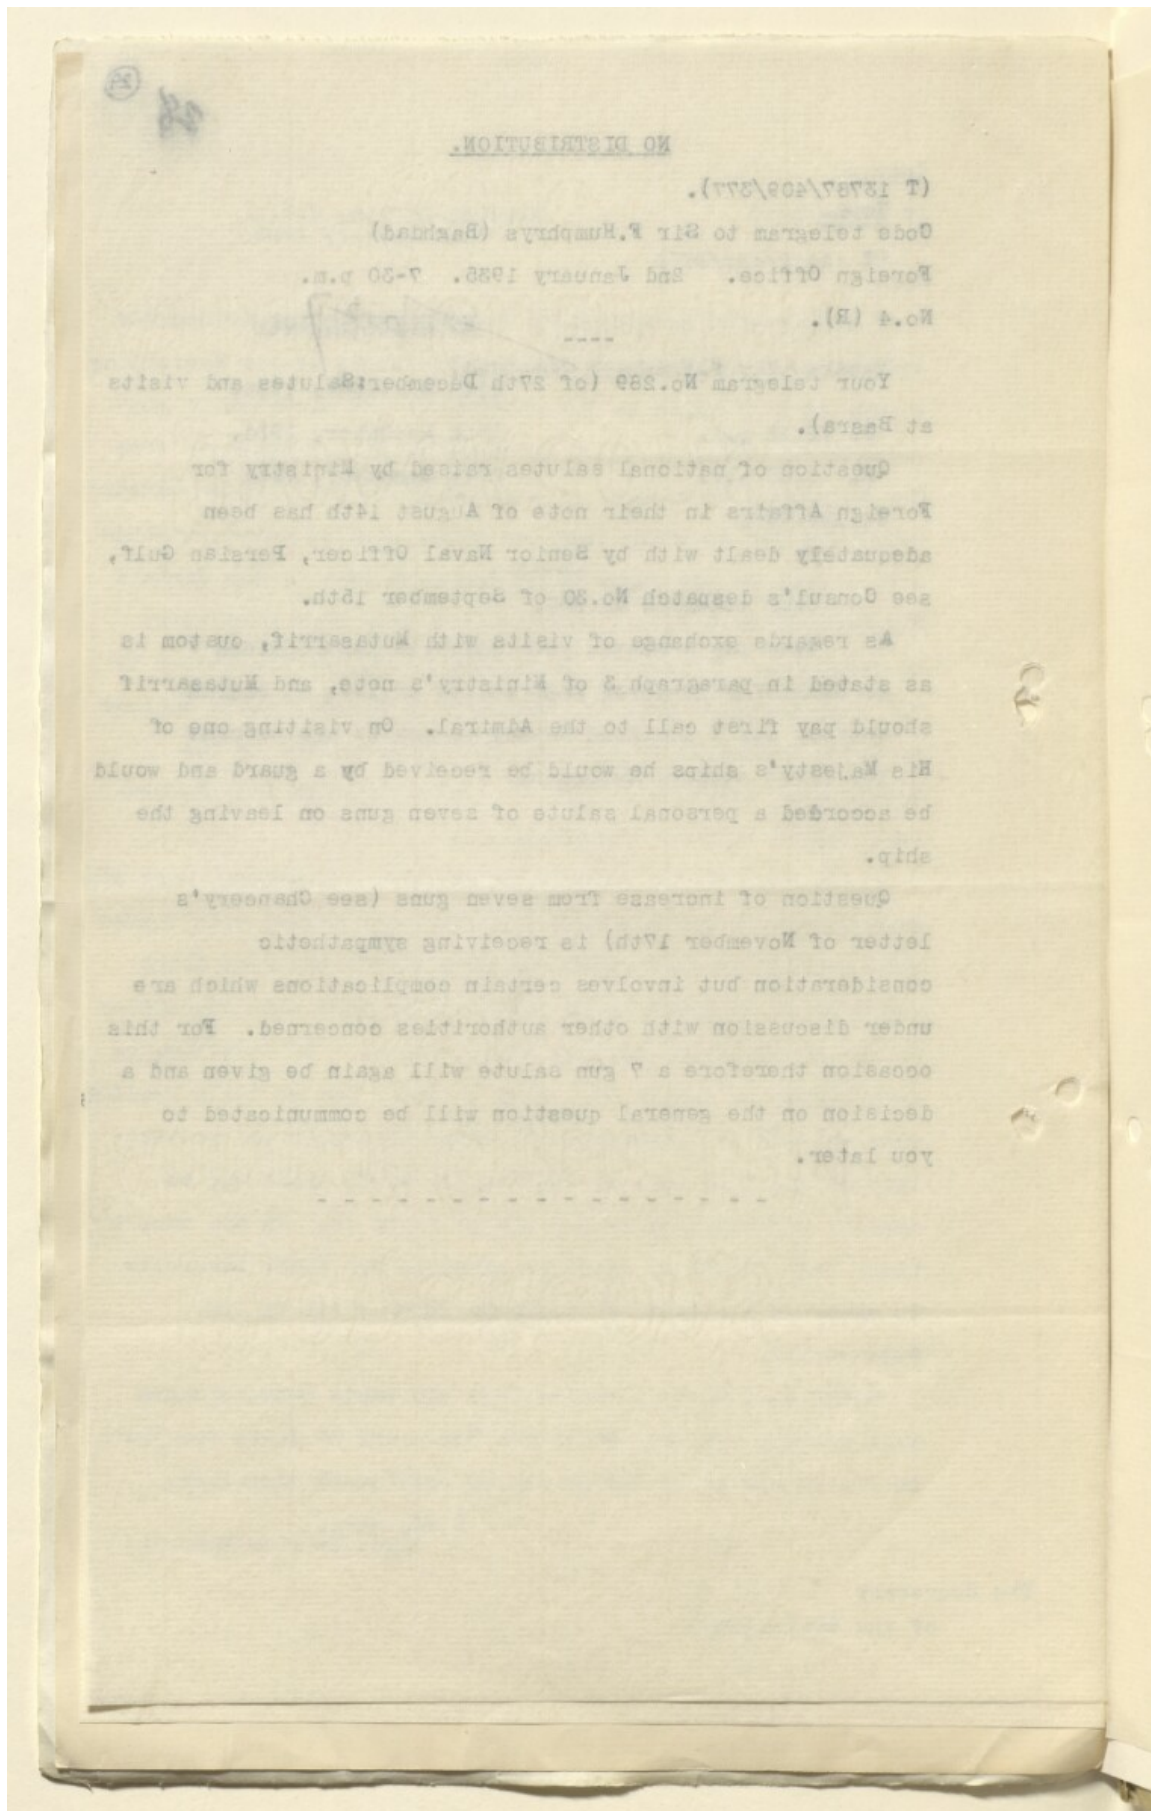 NO DISTRIBUTION.
(T 13787/409/377).
Code telegram to Sir F.Humphrys (Baghdad)
Foreign Office. 2nd January 1935. 7-30 p.m.
No.4 (R).
----
Your telegram No.289 (of 27th December:Salutes and visits
at Basra).
Question of national salutes raised by Ministry for
Foreign Affairs in their note of August 14th has been
adequately dealt with by Senior Naval Officer, Persian Gulf,
see Consul's despatch No.30 of September 15th.
As regards exchange of visits with Mutasarrif, custom is
as stated in paragraph 3 of Ministry's note, and Mutasarrif
should pay first call to the Admiral. On visiting one of
His Majesty's ships he would be received by a guard and would
be accorded a personal salute of seven guns on leaving the
ship.
Question of increase from seven guns (see Chancery's
letter of November 17th) is receiving sympathetic
consideration but involves certain complications which are
under discussion with other authorities concerned. For this
occasion therefore a 7 gun salute will again be given and a
decision on the general question will be communicated to
you later.
- - - - - - - - - - - - - - - - -